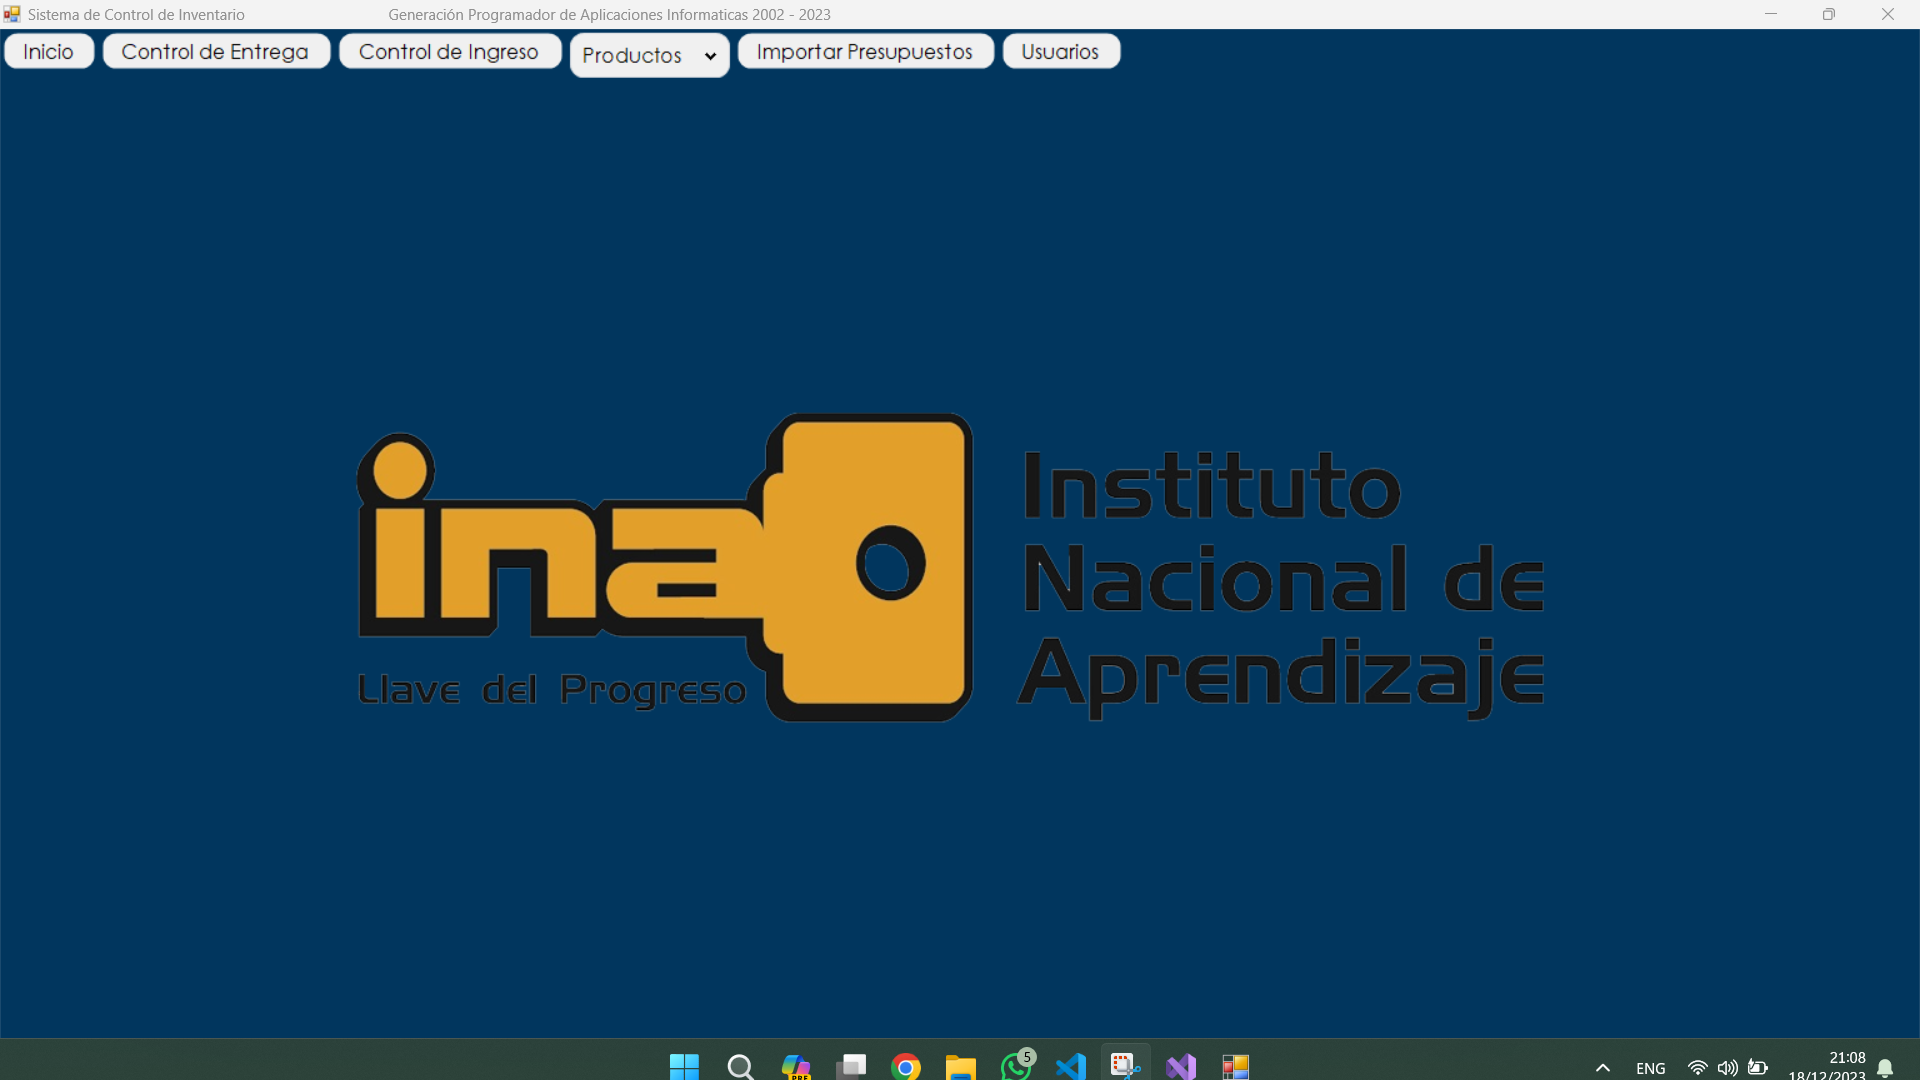 Sistema de Control de Inventario Generación Programador de Aplicaciones Informaticas 2002 - 2023
Inicio Control de Entrega Control de Ingreso Productos Importar Presupuestos Usuarios
ina
Llave del Progreso
Instituto
Nacional de
Aprendizaje
5
PRE
ENG
21:08
18/12/2023